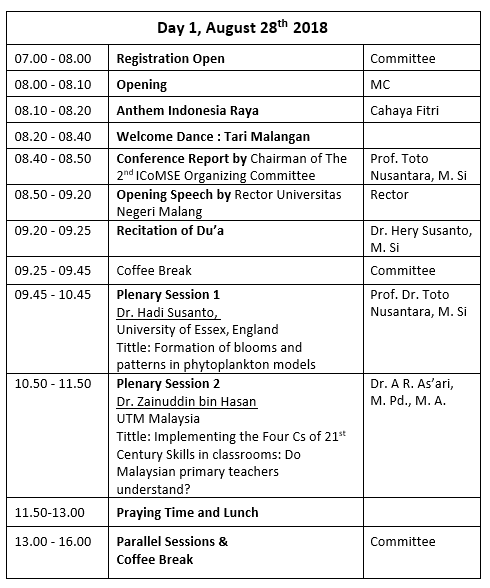 Day 1, August 28th 2018
07.00 - 08.00 Registration Open Committee
08.00 - 08.10 Opening MC
08.10 - 08.20 Anthem Indonesia Raya Cahaya Fitri
08.20 - 08.40 Welcome Dance : Tari Malangan
08.40 - 08.50 Conference Report by Chairman of The Prof. Toto
2nd ICoMSE Organizing Committee Nusantara, M. Si
08.50 - 09.20 Opening Speech by Rector Universitas Rector
Negeri Malang
09.20 - 09.25 Recitation of Du’a Dr. Hery Susanto,
M. Si
09.25 - 09.45 Coffee Break Committee
09.45 - 10.45 Plenary Session 1 Prof. Dr. Toto
Dr. Hadi Susanto, Nusantara, M. Si
University of Essex, England
Tittle: Formation of blooms and
patterns in phytoplankton models
10.50 - 11.50 Plenary Session 2 Dr. A R. As’ari,
Dr. Zainuddin bin Hasan M. Pd., M. A.
UTM Malaysia
Tittle: Implementing the Four Cs of 21st
Century Skills in classrooms: Do
Malaysian primary teachers
understand?
11.50-13.00 Praying Time and Lunch
13.00 - 16.00 Parallel Sessions & Committee
Coffee Break